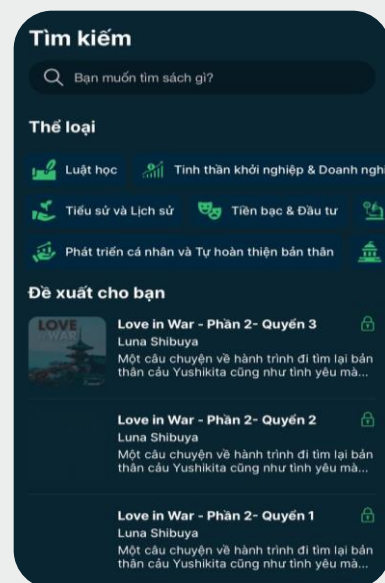 Tìm kiếm
Bạn muốn tìm sách gì?
Thể loại
Luật học
Tinh thần khởi nghiệp & Doanh nghi
Tiểu sử và Lịch sử
Tiền bạc & Đầu tư
Phát triển cá nhân và Tự hoàn thiện bản thân
Đề xuất cho bạn
LOVE
IN WAR
Love in War - Phần 2- Quyển 3
Luna Shibuya
Một câu chuyện về hành trình đi tìm lại bản
thân cảu Yushikita cũng như tình yêu mà...
Love in War - Phần 2- Quyển 2
Luna Shibuya
Một câu chuyện về hành trình đi tìm lại bản
thân cảu Yushikita cũng như tình yêu mà...
Love in War - Phần 2- Quyển 1
Luna Shibuya
Một câu chuyện về hành trình đi tìm lại bản
thân cảu Yushikita cũng như tình yêu mà...